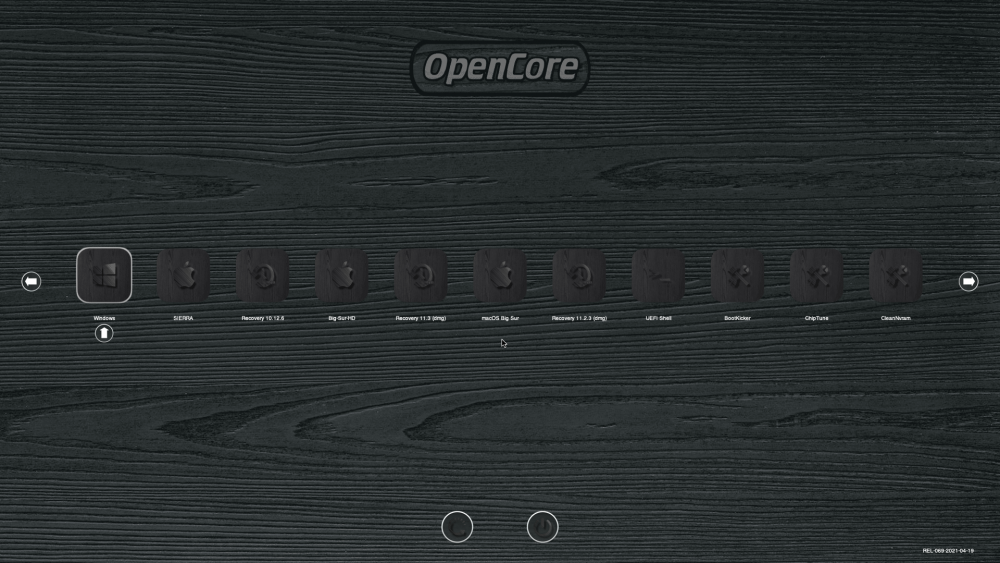 OpenCore
Windows
SIERRA
Recovery 10.12.6
Big-Sur-HD
Recovery 11.3 (dmg)
macOS Big Sur
Recovery 11.2.3 (dmg)
UEFI Shell
BootKicker
ChipTune
CleanNvram
REL-069-2021-04-19